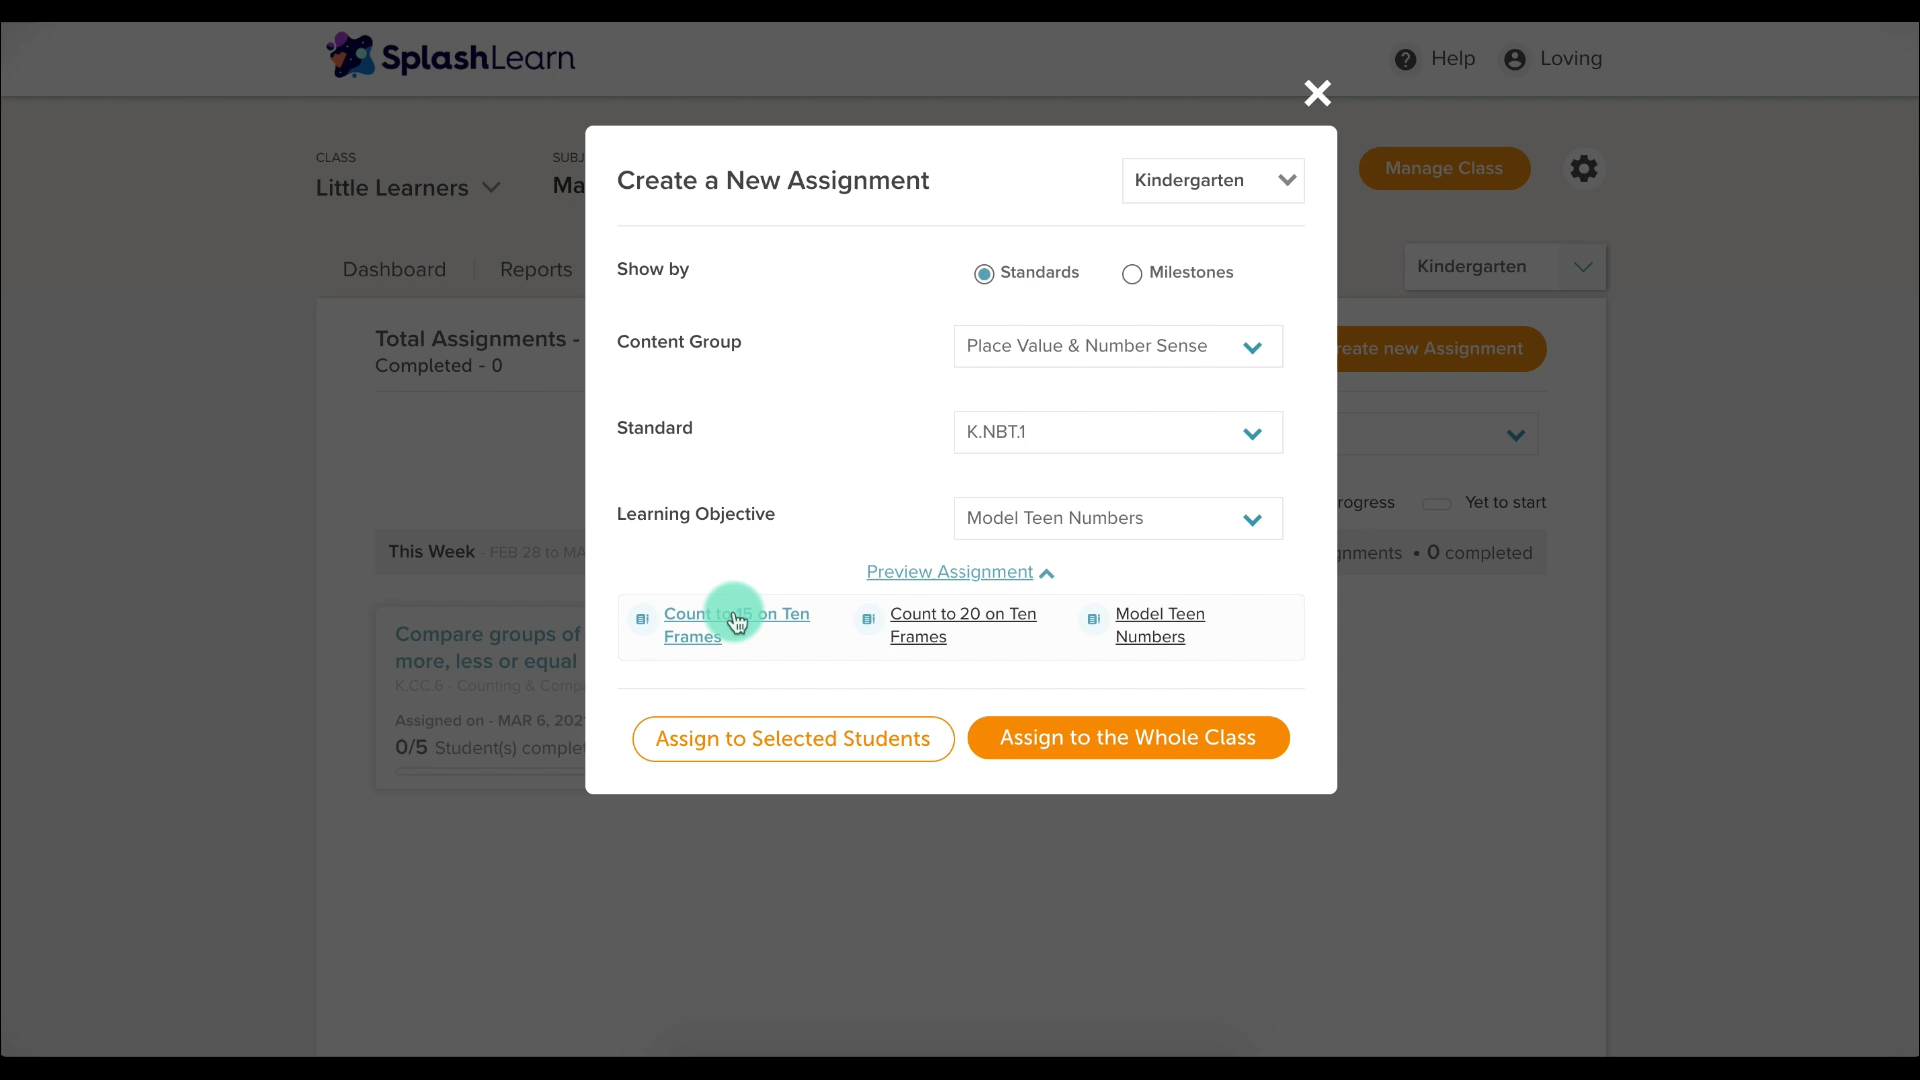 SplashLearn
Help
Loving
CLASS
SUBJ
Little Learners
Ma
Manage Class
Create a New Assignment
Kindergarten
Dashboard
Reports
Kindergarten
Show by
Standards
Milestones
Total Assignments -
Completed - 0
Content Group
Place Value & Number Sense
reate new Assignment
Standard
K.NBT.1
Learning Objective
Model Teen Numbers
rogress
Yet to start
This Week - FEB 28 to MA
gnments • 0 completed
Preview Assignment
Count to 15 on Ten
Frames
Count to 20 on Ten
Frames
Model Teen
Numbers
Compare groups of
more, less or equal
K.CC.6 - Counting & Comp
Assigned on - MAR 6, 202
0/5 Student(s) comple
Assign to Selected Students
Assign to the Whole Class